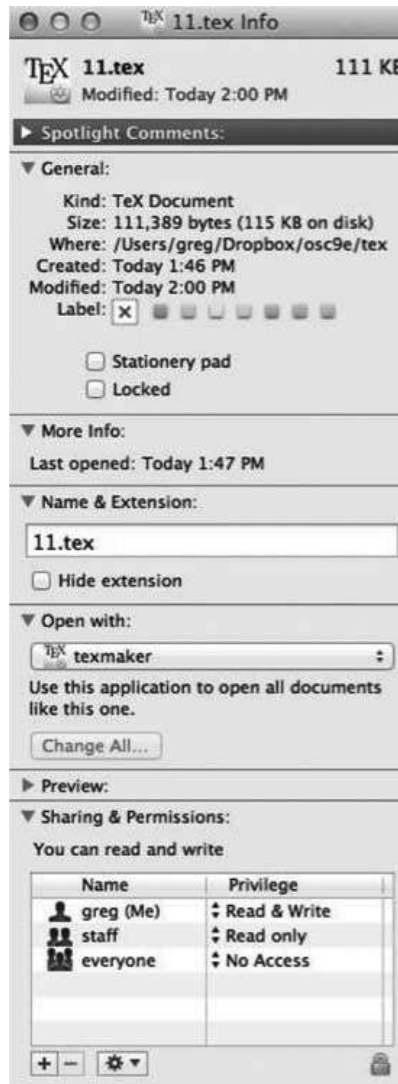 TEX 11.tex Info
TEX 11.tex 111 KB
Modified: Today 2:00 PM
Spotlight Comments:
General:
Kind: TeX Document
Size: 111,389 bytes (115 KB on disk)
Where: /Users/greg/Dropbox/osc9e/tex
Created: Today 1:46 PM
Modified: Today 2:00 PM
Label:
Stationery pad
Locked
More Info:
Last opened: Today 1:47 PM
Name & Extension:
11.tex
Hide extension
Open with:
TEX texmaker
Use this application to open all documents
like this one.
Change All...
Preview:
Sharing & Permissions:
You can read and write
Name Privilege
greg (Me) Read & Write
staff Read only
everyone No Access